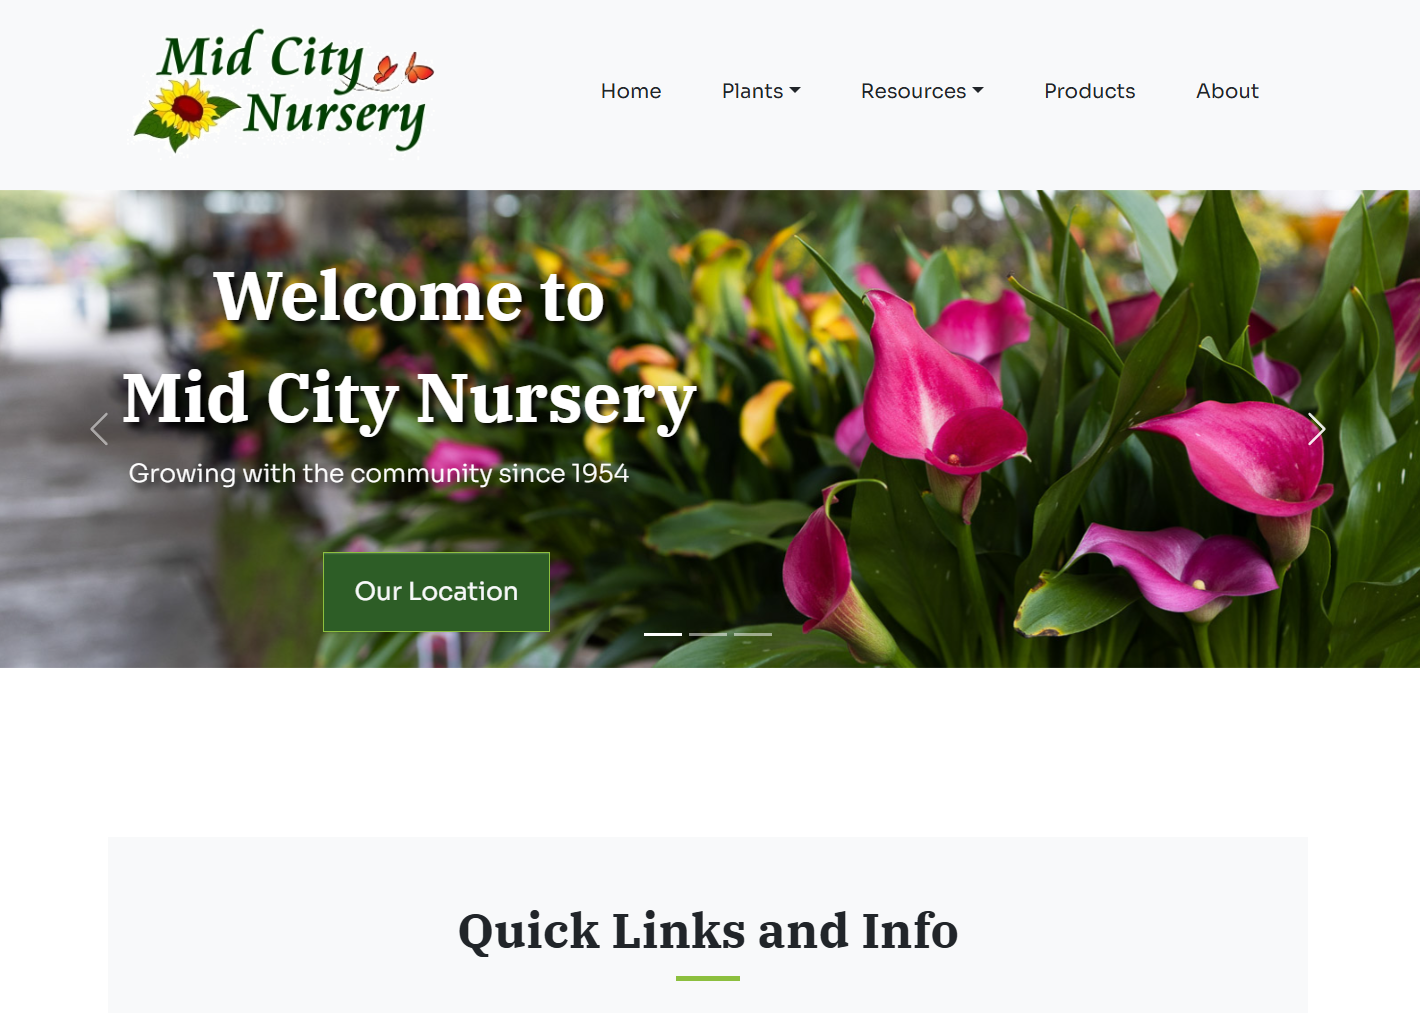 Mid City
Nursery
Home
Plants
Resources
Products
About
Welcome to
Mid City Nursery
Growing with the community since 1954
Our Location
Quick Links and Info